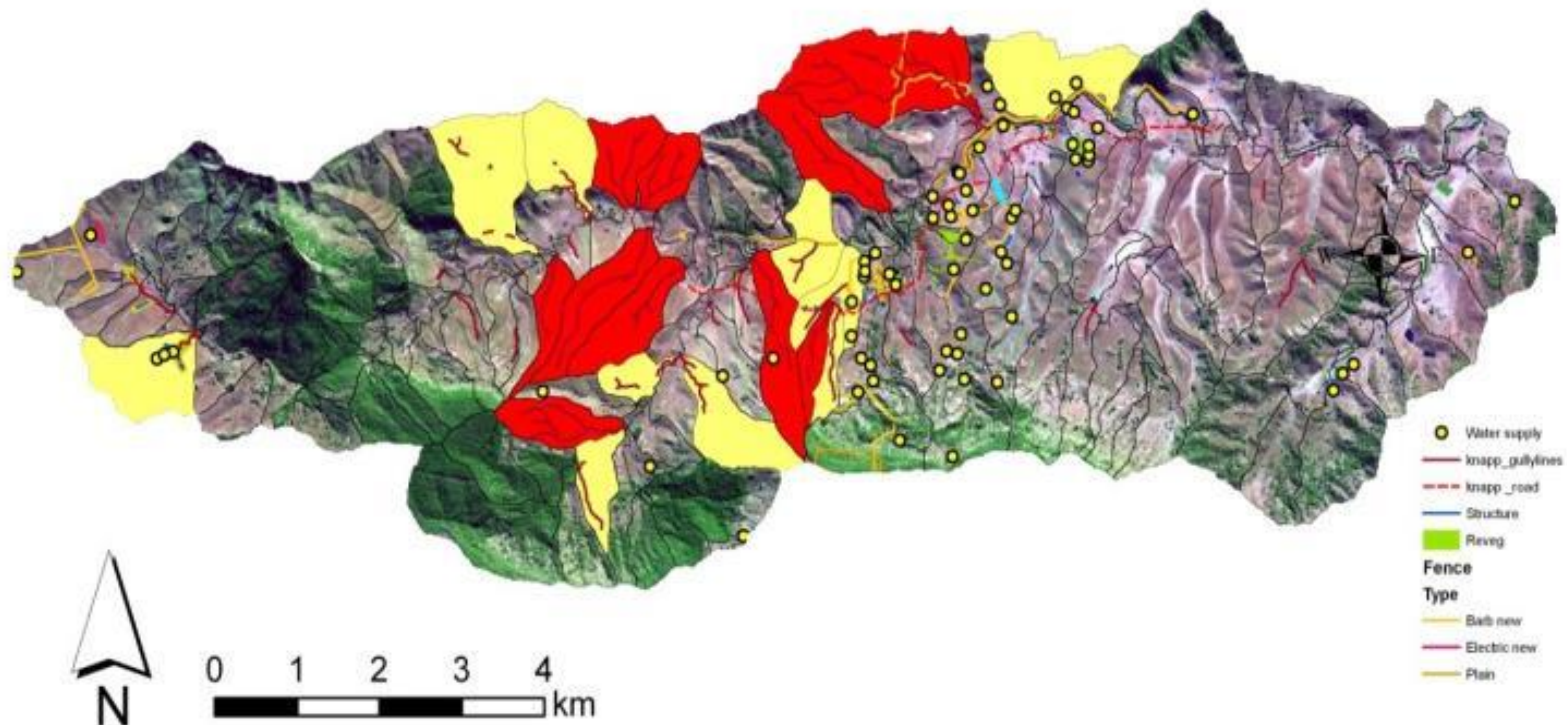 Water supply
knapp_gullylines
knapp _road
Structure
Reveg
Fence
Type
Barb new
Electric new
Plain
N
0 1 2 3 4
km